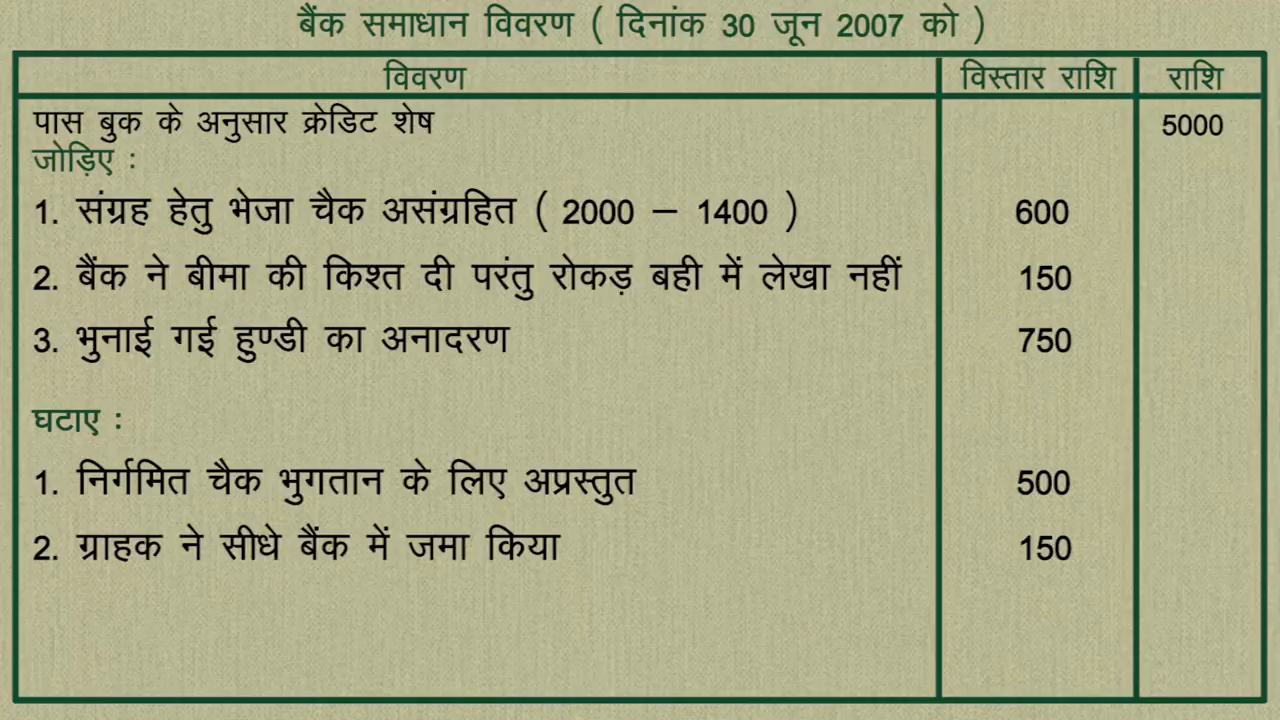 बैंक समाधान विवरण ( दिनांक 30 जून 2007 को )
विवरण विस्तार राशि राशि
पास बुक के अनुसार क्रेडिट शेष 5000
जोड़िए :
1. संग्रह हेतु भेजा चैक असंग्रहित ( 2000 – 1400 ) 600
2. बैंक ने बीमा की किश्त दी परंतु रोकड़ बही में लेखा नहीं 150
3. भुनाई गई हुण्डी का अनादरण 750
घटाए :
1. निर्गमित चैक भुगतान के लिए अप्रस्तुत 500
2. ग्राहक ने सीधे बैंक में जमा किया 150